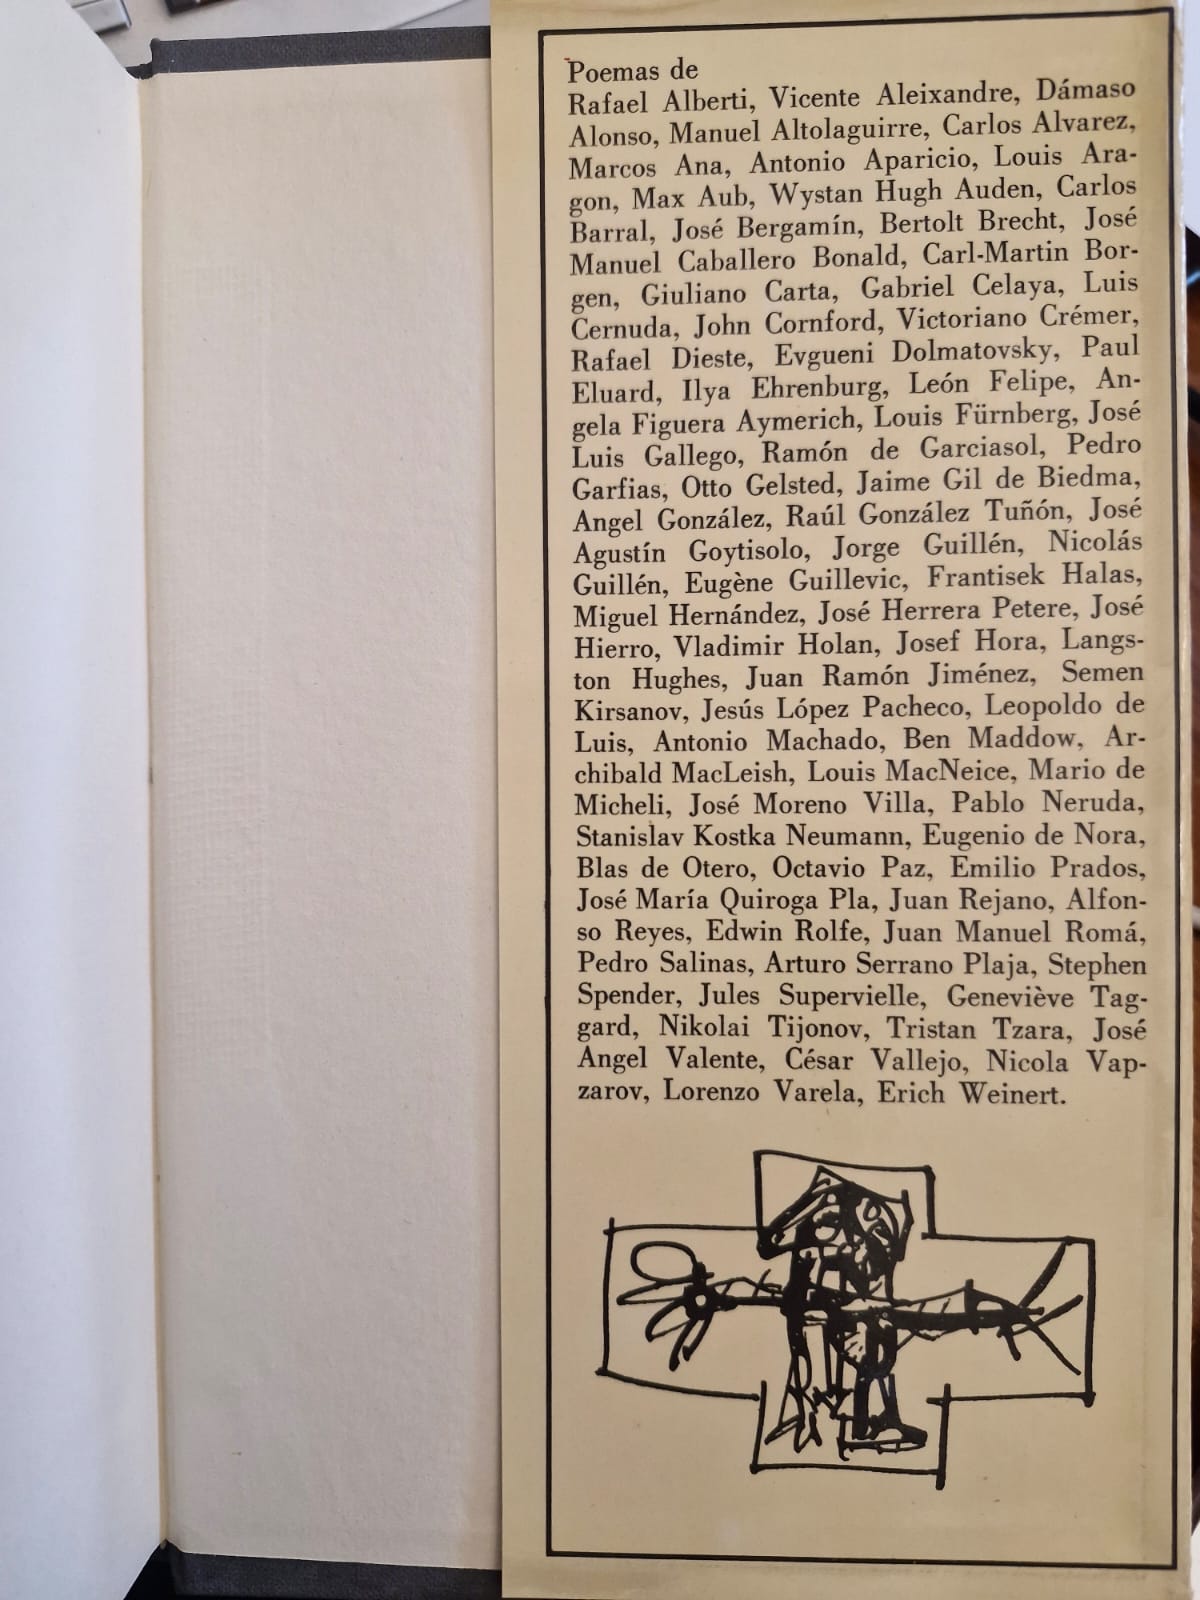 Poemas de
Rafael Alberti, Vicente Aleixandre, Dámaso
Alonso, Manuel Altolaguirre, Carlos Alvarez,
Marcos Ana, Antonio Aparicio, Louis Ara-
gon, Max Aub, Wystan Hugh Auden, Carlos
Barral, José Bergamín, Bertolt Brecht, José
Manuel Caballero Bonald, Carl-Martin Bor-
gen, Giuliano Carta, Gabriel Celaya, Luis
Cernuda, John Cornford, Victoriano Crémer,
Rafael Dieste, Evgueni Dolmatovsky, Paul
Eluard, Ilya Ehrenburg, León Felipe, An-
gela Figuera Aymerich, Louis Fürnberg, José
Luis Gallego, Ramón de Garciasol, Pedro
Garfias, Otto Gelsted, Jaime Gil de Biedma,
Angel González, Raúl González Tuñón, José
Agustín Goytisolo, Jorge Guillén, Nicolás
Guillén, Eugène Guillevic, Frantisek Halas,
Miguel Hernández, José Herrera Petere, José
Hierro, Vladimir Holan, Josef Hora, Langs-
ton Hughes, Juan Ramón Jiménez, Semen
Kirsanov, Jesús López Pacheco, Leopoldo de
Luis, Antonio Machado, Ben Maddow, Ar-
chibald MacLeish, Louis MacNeice, Mario de
Micheli, José Moreno Villa, Pablo Neruda,
Stanislav Kostka Neumann, Eugenio de Nora,
Blas de Otero, Octavio Paz, Emilio Prados,
José María Quiroga Pla, Juan Rejano, Alfon-
so Reyes, Edwin Rolfe, Juan Manuel Romá,
Pedro Salinas, Arturo Serrano Plaja, Stephen
Spender, Jules Supervielle, Geneviève Tag-
gard, Nikolai Tijonov, Tristan Tzara, José
Angel Valente, César Vallejo, Nicola Vap-
zarov, Lorenzo Varela, Erich Weinert.